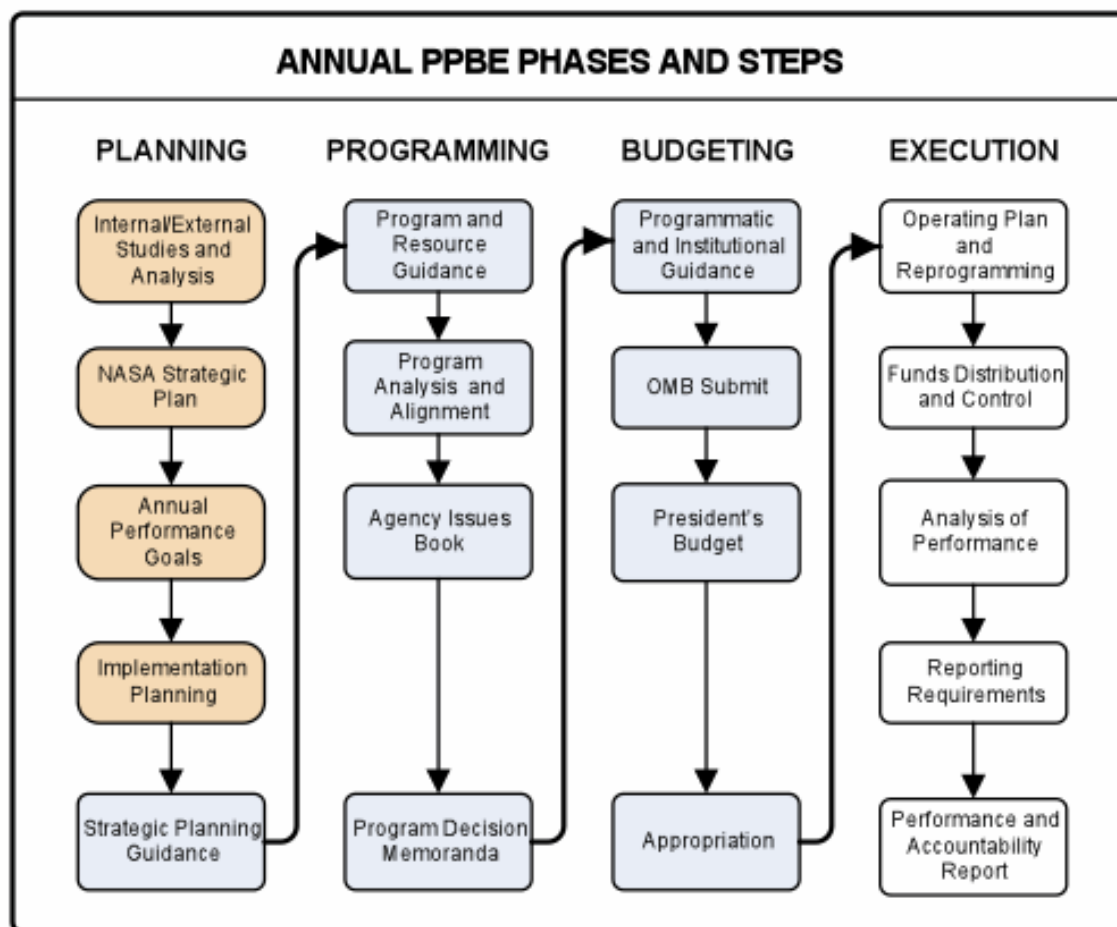 ANNUAL PPBE PHASES AND STEPS
PLANNING
Internal/External
Studies and
Analysis
NASA Strategic
Plan
Annual
Performance
Goals
Implementation
Planning
Strategic Planning
Guidance
PROGRAMMING
Program and
Resource
Guidance
Program
Analysis and
Alignment
Agency Issues
Book
Program Decision
Memoranda
BUDGETING
Programmatic
and Institutional
Guidance
OMB Submit
President's
Budget
Appropriation
EXECUTION
Operating Plan
and
Reprogramming
Funds Distribution
and Control
Analysis of
Performance
Reporting
Requirements
Performance and
Accountability
Report